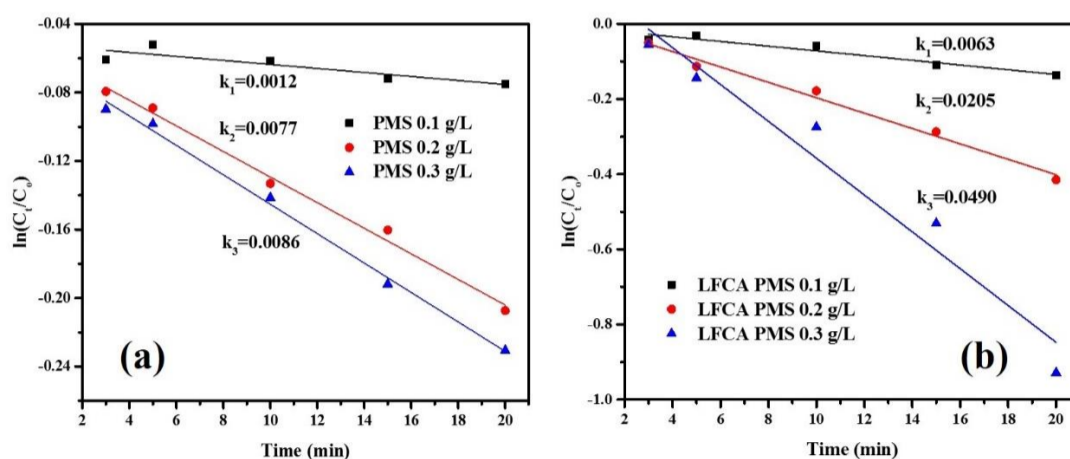 -0.04
-0.08
-0.12
-0.16
-0.20
-0.24
ln(Cₜ/Cₒ)
k₁=0.0012
k₂=0.0077
k₃=0.0086
PMS 0.1 g/L
PMS 0.2 g/L
PMS 0.3 g/L
(a)
2 4 6 8 10 12 14 16 18 20
Time (min)
0.0
-0.2
-0.4
-0.6
-0.8
-1.0
ln(Cₜ/Cₒ)
k₁=0.0063
k₂=0.0205
k₃=0.0490
LFCA PMS 0.1 g/L
LFCA PMS 0.2 g/L
LFCA PMS 0.3 g/L
(b)
2 4 6 8 10 12 14 16 18 20
Time (min)